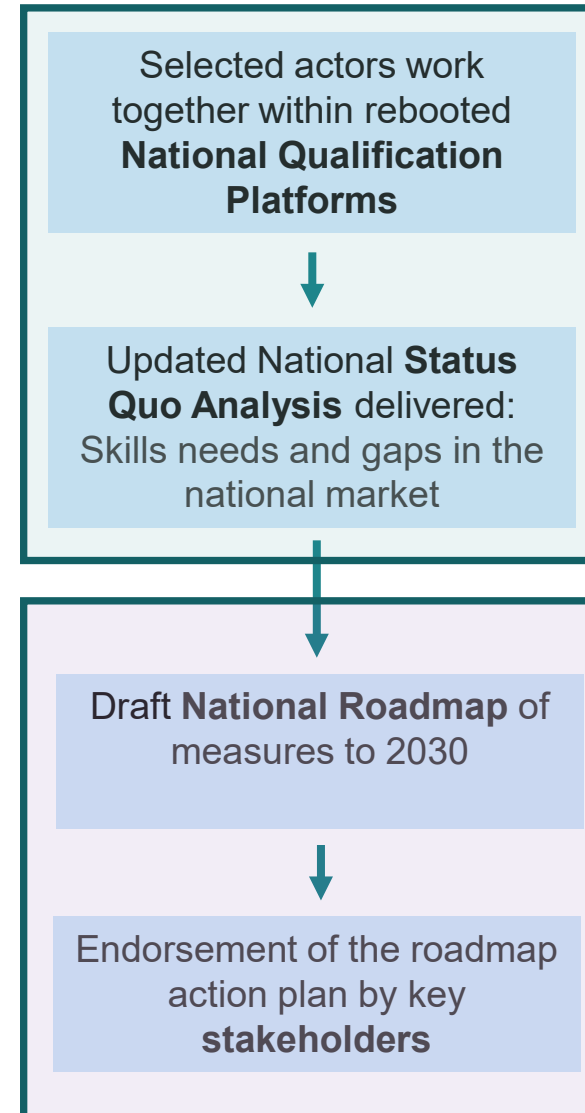 Selected actors work
together within rebooted
National Qualification
Platforms
Updated National Status
Quo Analysis delivered:
Skills needs and gaps in the
national market
Draft National Roadmap of
measures to 2030
Endorsement of the roadmap
action plan by key
stakeholders